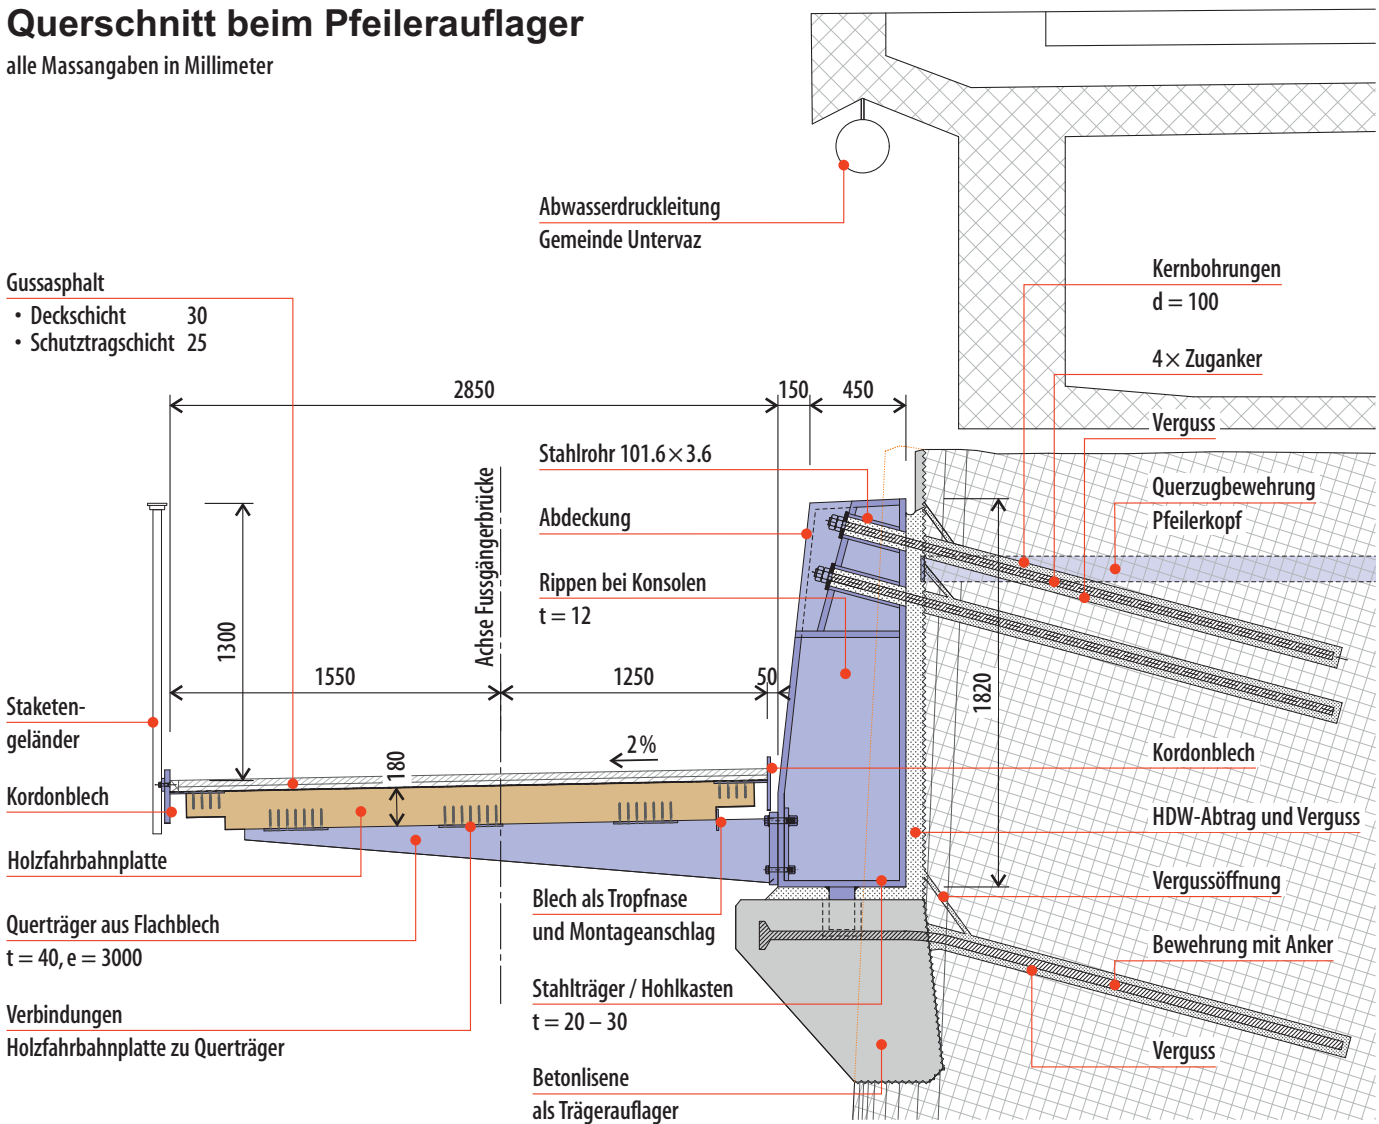 Querschnitt beim Pfeilerauflager
alle Massangaben in Millimeter
Abwasserdruckleitung
Gemeinde Untervaz
Gussasphalt
• Deckschicht 30
• Schutztragschicht 25
Kernbohrungen
d = 100
4× Zuganker
Verguss
2850
150
450
Stahlrohr 101.6×3.6
Abdeckung
Rippen bei Konsolen
t = 12
Querzugbewehrung
Pfeilerkopf
Achse Fussgängerbrücke
1300
1550
1250
50
1820
180
2%
Staketen-
geländer
Kordonblech
Holzfahrbahnplatte
Querträger aus Flachblech
t = 40, e = 3000
Verbindungen
Holzfahrbahnplatte zu Querträger
Blech als Tropfnase
und Montageanschlag
Stahlträger / Hohlkasten
t = 20 – 30
Betonlisene
als Trägerauflager
Kordonblech
HDW-Abtrag und Verguss
Vergussöffnung
Bewehrung mit Anker
Verguss